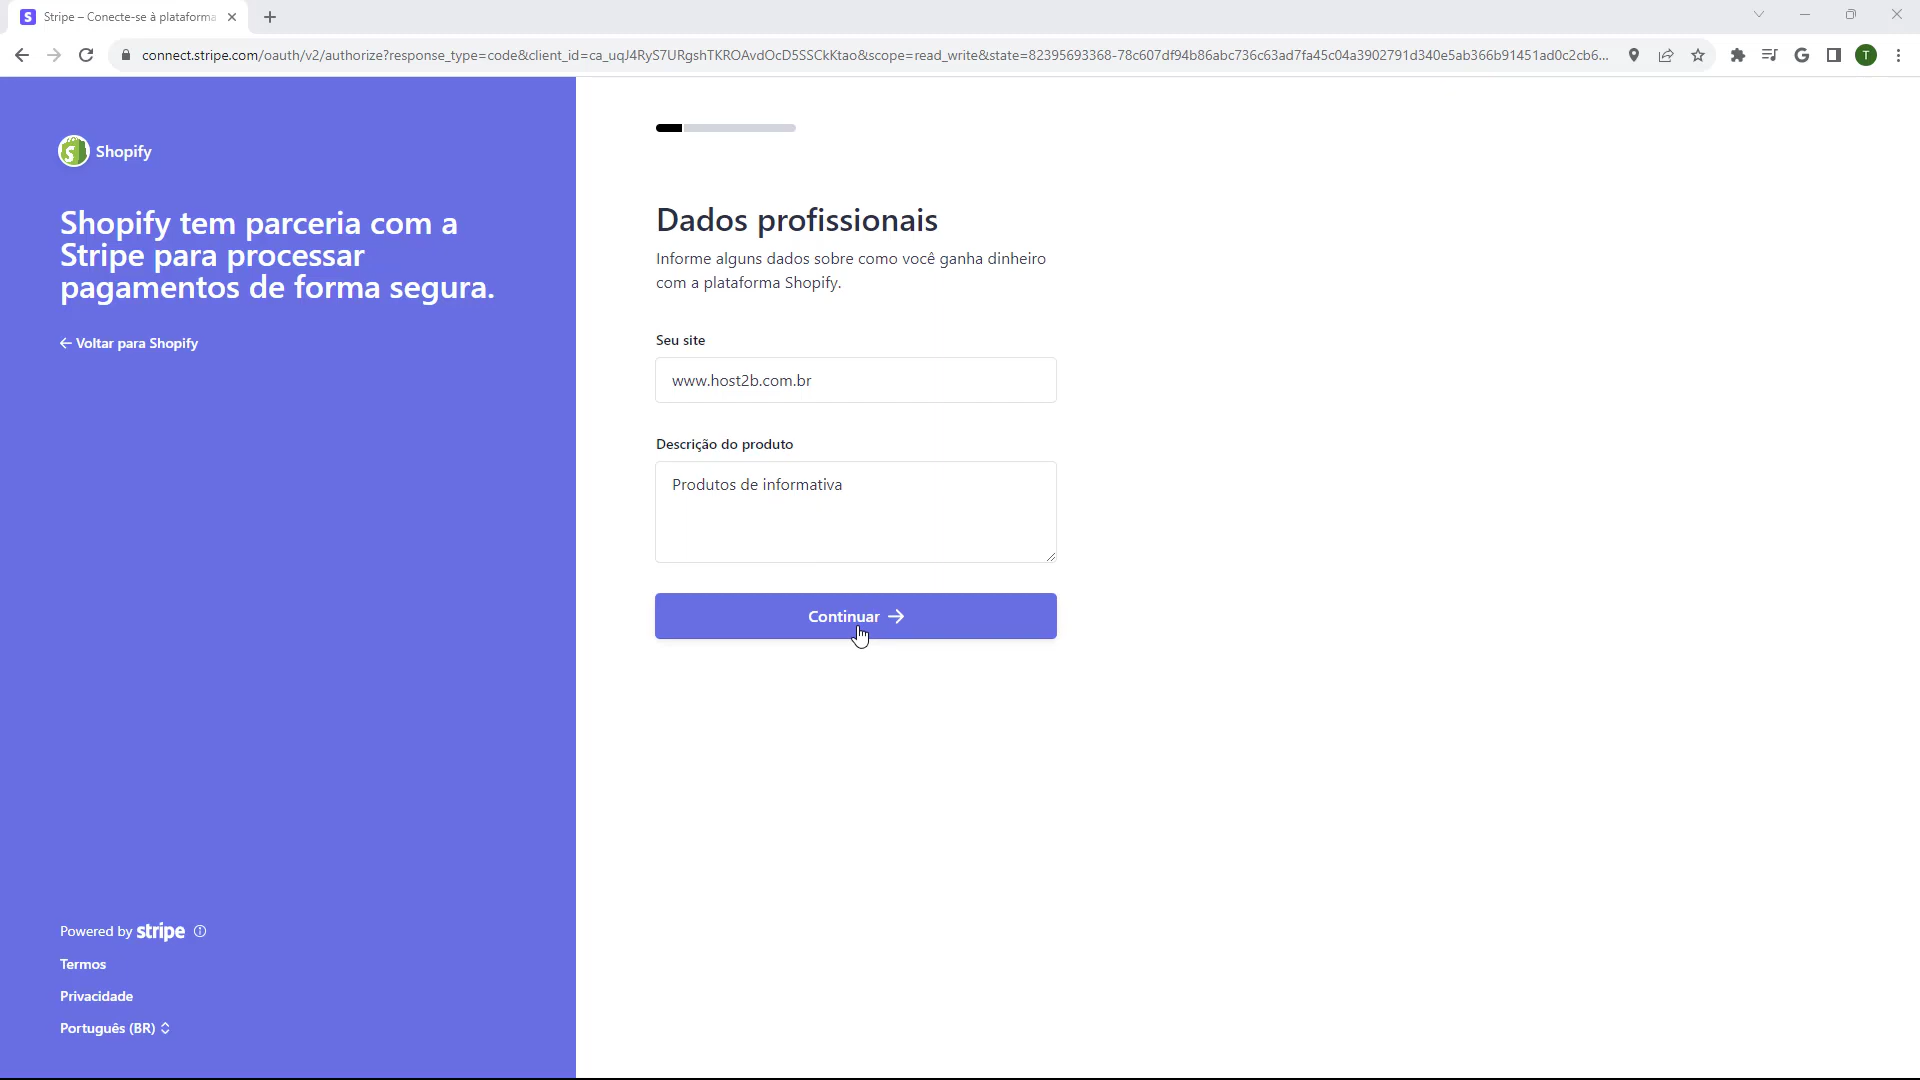 Stripe – Conecte-se à plataforma
connect.stripe.com/oauth/v2/authorize?response_type=code&client_id=ca_uqJ4RyS7URgshTKROAvdOcD5SSCkKtao&scope=read_write&state=82395693368-78c607df94b86abc736c63ad7fa45c04a3902791d340e5ab366b91451ad0c2cb6...
T
Shopify
Shopify tem parceria com a
Stripe para processar
pagamentos de forma segura.
← Voltar para Shopify
Dados profissionais
Informe alguns dados sobre como você ganha dinheiro
com a plataforma Shopify.
Seu site
www.host2b.com.br
Descrição do produto
Produtos de informativa
Continuar →
Powered by stripe
Termos
Privacidade
Português (BR)